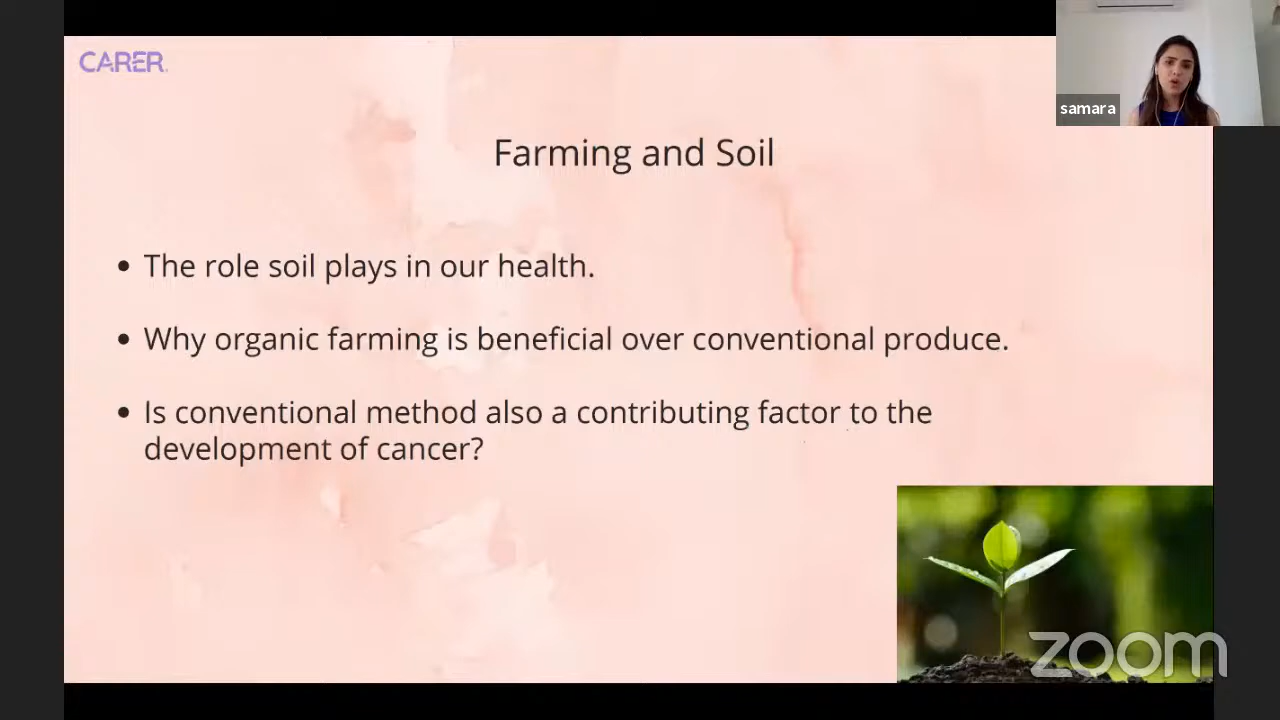 CARER.
samara
Farming and Soil
• The role soil plays in our health.
• Why organic farming is beneficial over conventional produce.
• Is conventional method also a contributing factor to the
development of cancer?
zoom